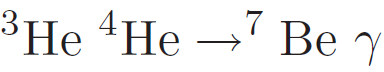 ³He ⁴He →⁷ Be γ